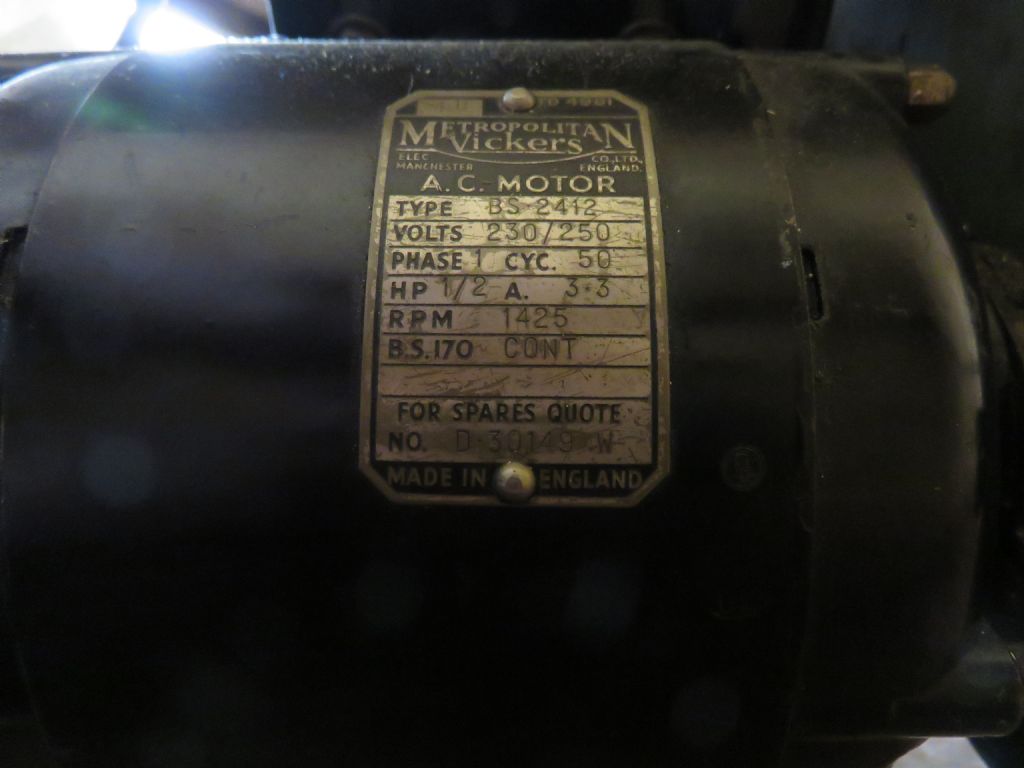 METROPOLITAN
Vickers
ELEC. CO., LTD.
MANCHESTER ENGLAND.
A.C. MOTOR
TYPE BS 2412
VOLTS 230/250
PHASE 1 CYC. 50
HP 1/2 A. 3.3
RPM 1425
B.S. 170 CONT
FOR SPARES QUOTE
NO. D 30149 W
MADE IN ENGLAND